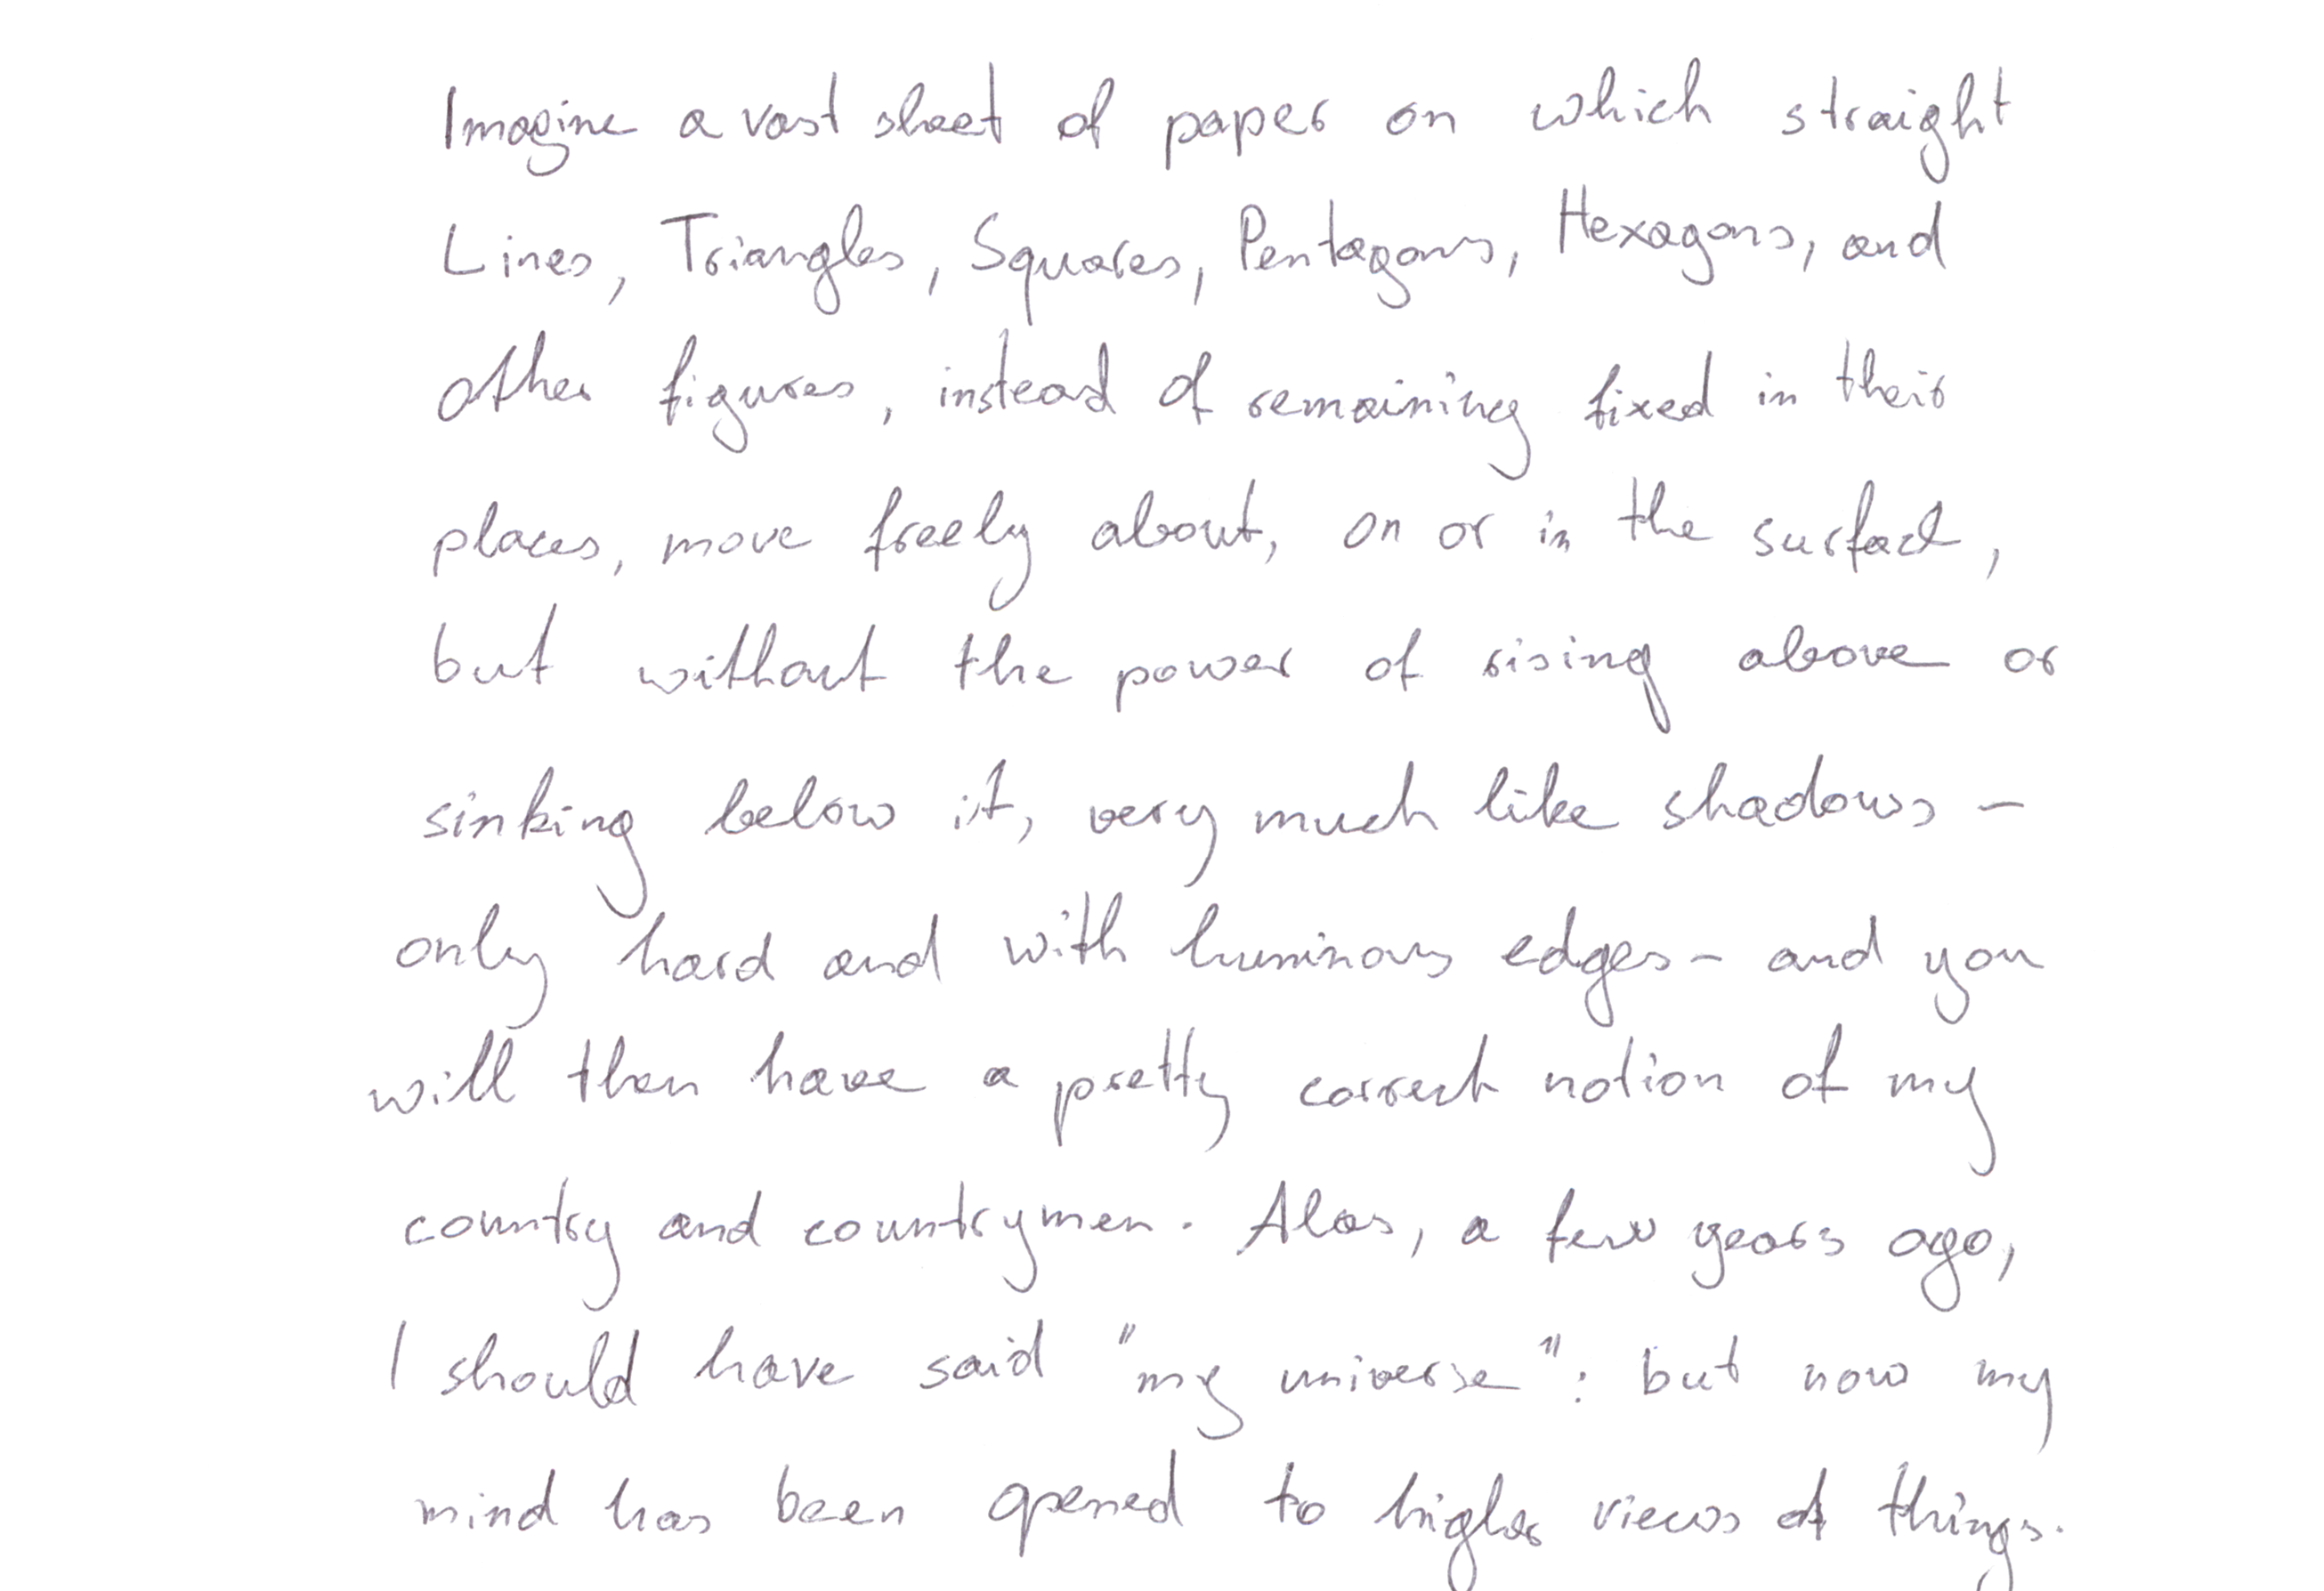 Imagine a vast sheet of paper on which straight
Lines, Triangles, Squares, Pentagons, Hexagons, and
other figures, instead of remaining fixed in their
places, move freely about, on or in the surface,
but without the power of rising above or
sinking below it, very much like shadows –
only hard and with luminous edges – and you
will then have a pretty correct notion of my
country and countrymen. Alas, a few years ago,
I should have said "my universe": but now my
mind has been opened to higher views of things.